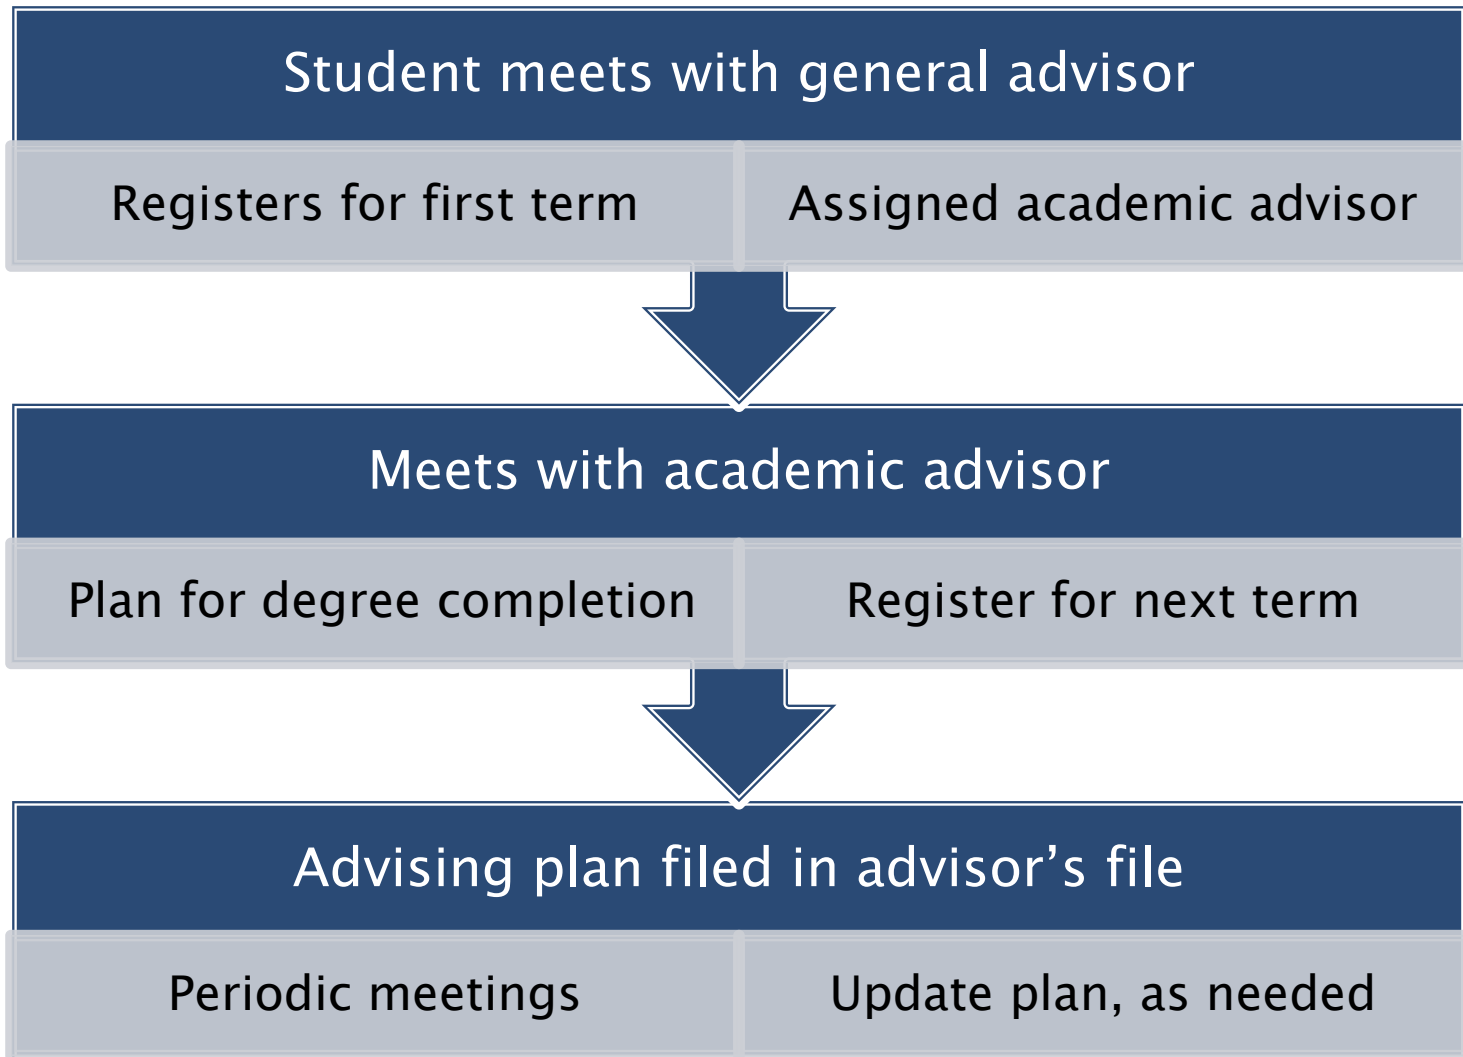 Student meets with general advisor
Registers for first term
Assigned academic advisor
Meets with academic advisor
Plan for degree completion
Register for next term
Advising plan filed in advisor’s file
Periodic meetings
Update plan, as needed